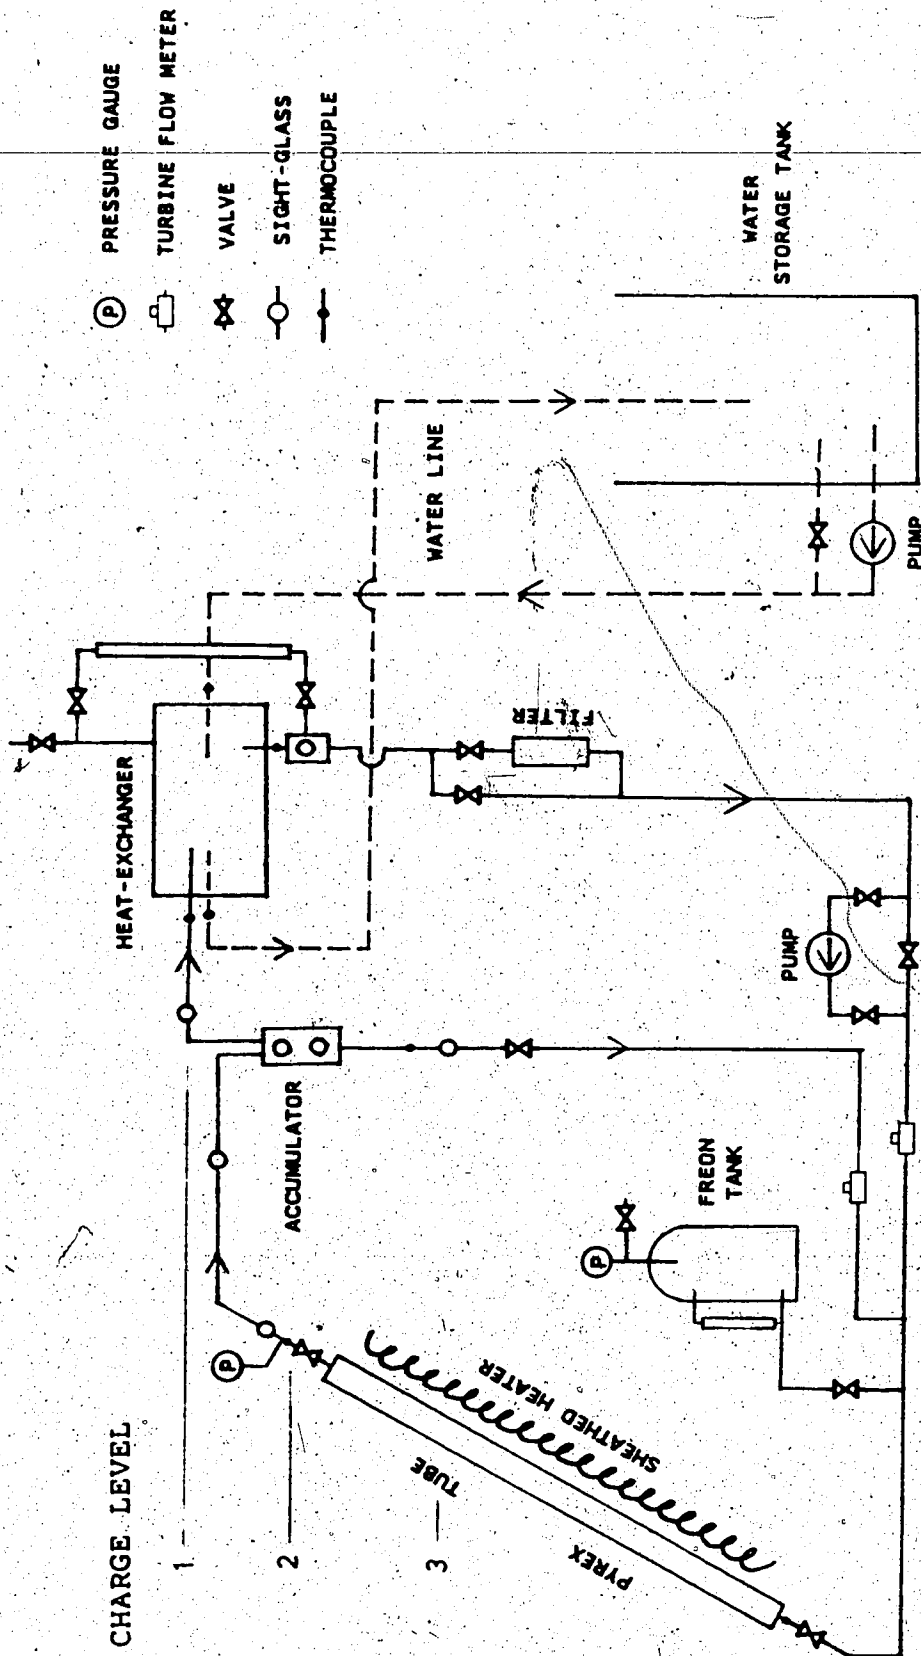 CHARGE LEVEL
1
2
3
HEAT-EXCHANGER
ACCUMULATOR
P
SHEATHED HEATER
PYREX
TUBE
P
FREON
TANK
FILTER
PUMP
WATER LINE
PUMP
WATER
STORAGE TANK
P PRESSURE GAUGE
TURBINE FLOW METER
VALVE
SIGHT-GLASS
THERMOCOUPLE